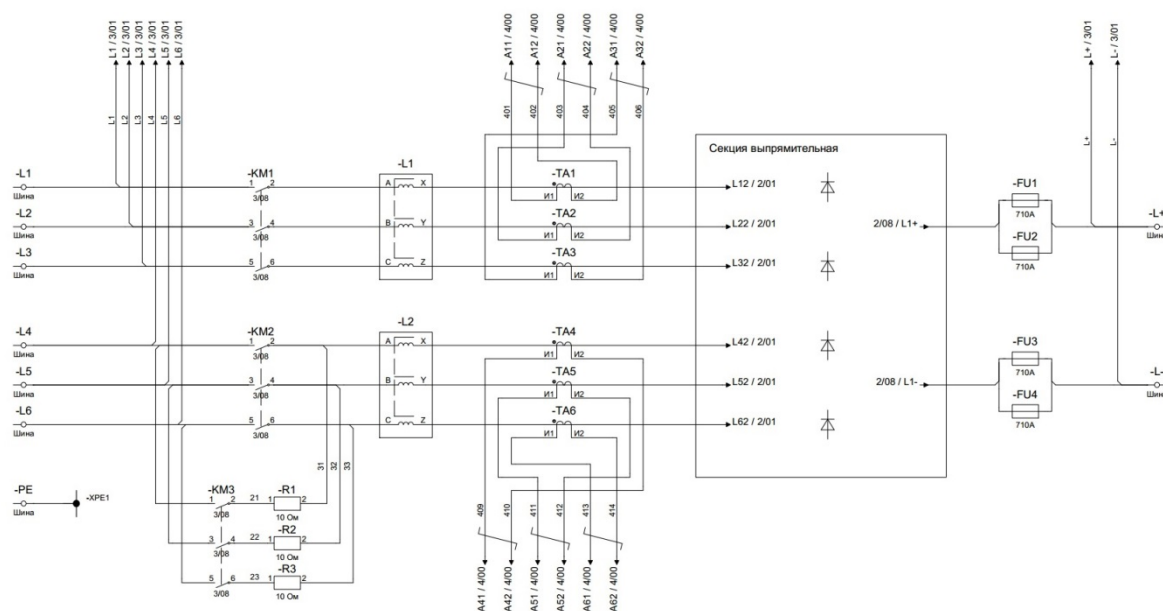 L1 / 3/01
L2 / 3/01
L3 / 3/01
L4 / 3/01
L5 / 3/01
L6 / 3/01
A11 / 4/00
A12 / 4/00
A21 / 4/00
A22 / 4/00
A31 / 4/00
A32 / 4/00
L+ / 3/01
L- / 3/01
L1
L2
L3
L4
L5
L6
401
402
403
404
405
406
L+
L-
Секция выпрямительная
-L1
Шина
-KM1
1 2
3/08
-L1
A X
-TA1
И1 И2
L12 / 2/01
-FU1
710A
-L2
Шина
3 4
3/08
B Y
-TA2
И1 И2
L22 / 2/01
2/08 / L1+
-L+
Шина
-FU2
710A
-L3
Шина
5 6
3/08
C Z
-TA3
И1 И2
L32 / 2/01
-L4
Шина
-KM2
1 2
3/08
-L2
A X
-TA4
И1 И2
L42 / 2/01
-FU3
710A
-L5
Шина
3 4
3/08
B Y
-TA5
И1 И2
L52 / 2/01
2/08 / L1-
-L-
Шина
-FU4
710A
-L6
Шина
5 6
3/08
C Z
-TA6
И1 И2
L62 / 2/01
31
32
33
-PE
Шина
-XPE1
-KM3
1 2
3/08
21
1 -R1 2
10 Ом
3 4
3/08
22
1 -R2 2
10 Ом
5 6
3/08
23
1 -R3 2
10 Ом
409
410
411
412
413
414
A41 / 4/00
A42 / 4/00
A51 / 4/00
A52 / 4/00
A61 / 4/00
A62 / 4/00